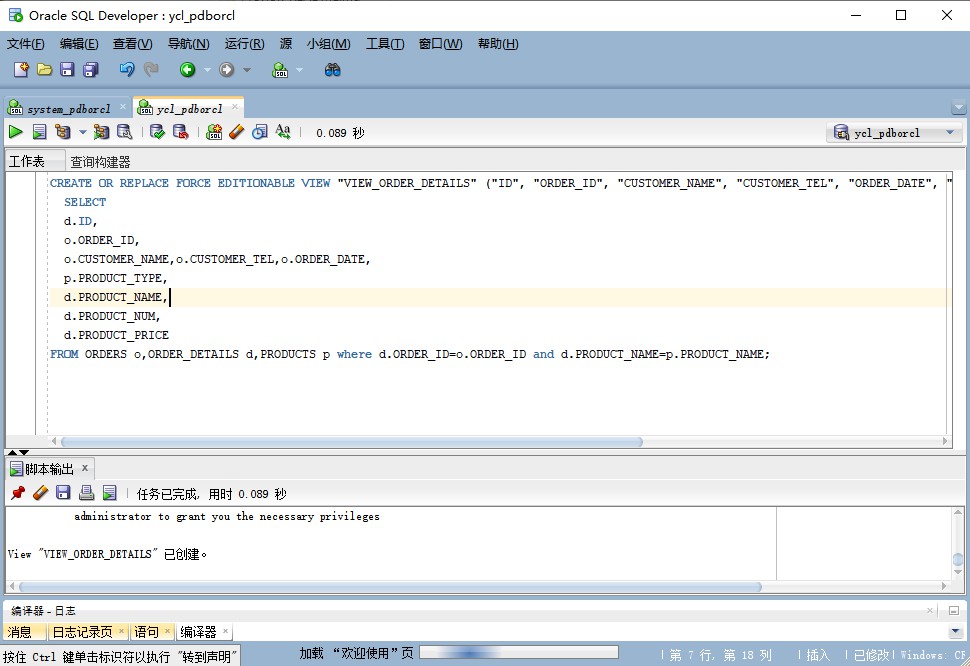 Oracle SQL Developer : ycl_pdborcl
文件(F) 编辑(E) 查看(V) 导航(N) 运行(R) 源 小组(M) 工具(T) 窗口(W) 帮助(H)
system_pdborcl × ycl_pdborcl ×
0.089 秒 ycl_pdborcl
工作表 查询构建器
CREATE OR REPLACE FORCE EDITIONABLE VIEW "VIEW_ORDER_DETAILS" ("ID", "ORDER_ID", "CUSTOMER_NAME", "CUSTOMER_TEL", "ORDER_DATE", "
SELECT
d.ID,
o.ORDER_ID,
o.CUSTOMER_NAME,o.CUSTOMER_TEL,o.ORDER_DATE,
p.PRODUCT_TYPE,
d.PRODUCT_NAME,
d.PRODUCT_NUM,
d.PRODUCT_PRICE
FROM ORDERS o,ORDER_DETAILS d,PRODUCTS p where d.ORDER_ID=o.ORDER_ID and d.PRODUCT_NAME=p.PRODUCT_NAME;
脚本输出 ×
任务已完成, 用时 0.089 秒
administrator to grant you the necessary privileges
View "VIEW_ORDER_DETAILS" 已创建。
编译器 - 日志
消息 日志记录页 × 语句 × 编译器 ×
按住 Ctrl 键单击标识符以执行 "转到声明" 加载 “欢迎使用” 页 第 7 行, 第 18 列 插入 已修改 Windows: CR